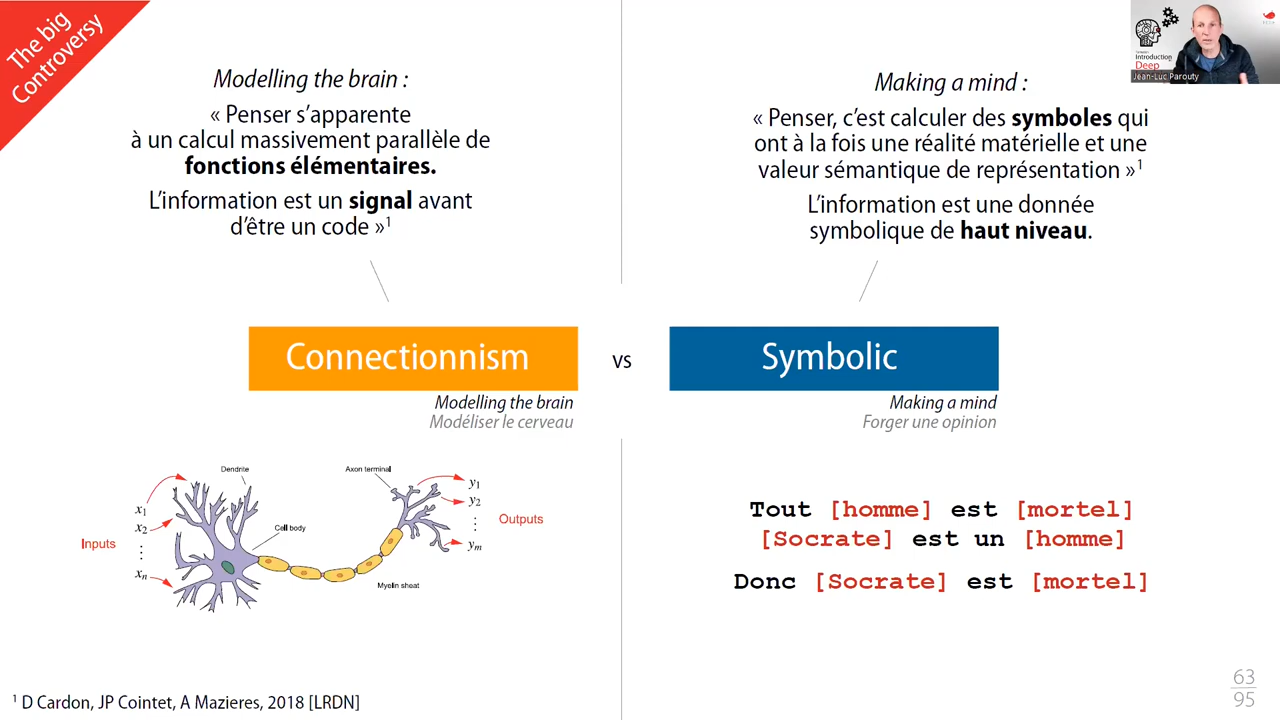 The big
Controversy
Modelling the brain :
« Penser s’apparente
à un calcul massivement parallèle de
fonctions élémentaires.
L’information est un signal avant
d’être un code »¹
Making a mind :
« Penser, c’est calculer des symboles qui
ont à la fois une réalité matérielle et une
valeur sémantique de représentation »¹
L’information est une donnée
symbolique de haut niveau.
Introduction
Deep
Jean-Luc Parouty
Connectionnism
vs
Symbolic
Modelling the brain
Modéliser le cerveau
Making a mind
Forger une opinion
Dendrite
Axon terminal
Cell body
Myelin sheat
Inputs
x1
x2
⋮
xn
y1
y2
⋮
ym
Outputs
Tout [homme] est [mortel]
[Socrate] est un [homme]
Donc [Socrate] est [mortel]
¹ D Cardon, JP Cointet, A Mazieres, 2018 [LRDN]
63
95